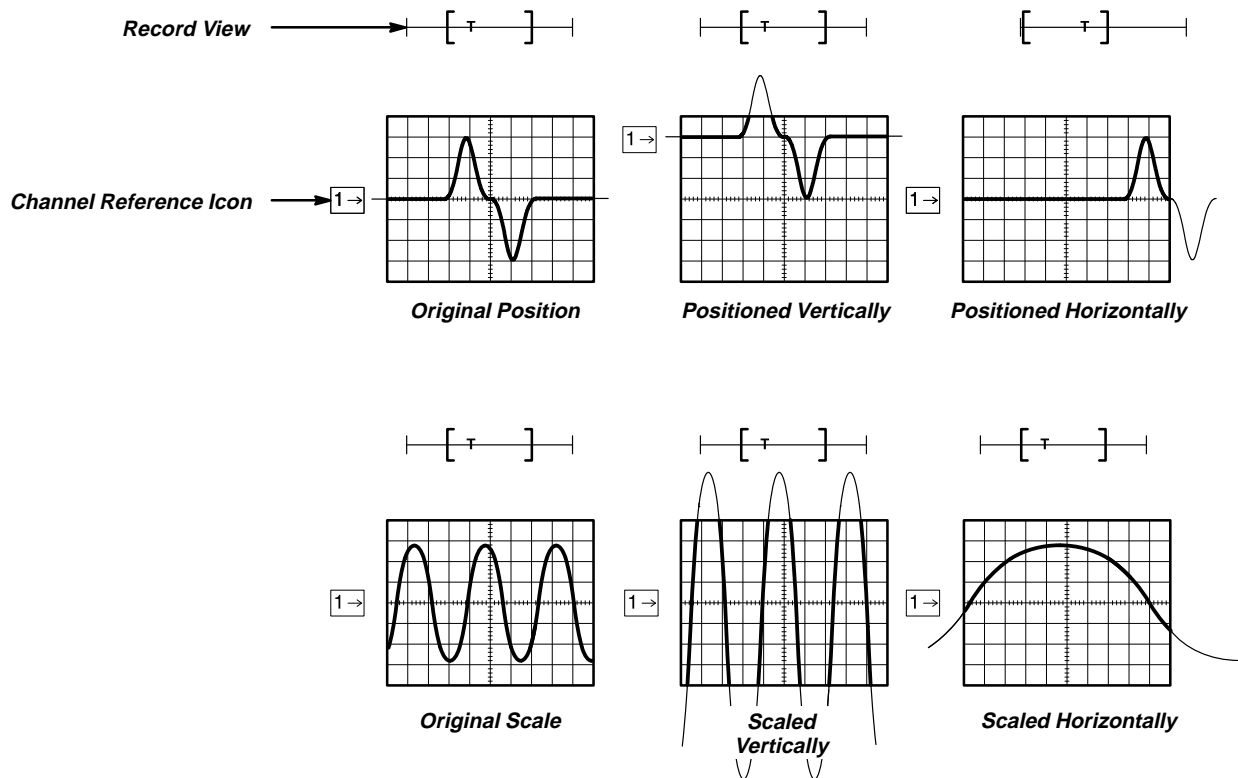 Record View
T
T
T
Channel Reference Icon
1→
1→
1→
Original Position
Positioned Vertically
Positioned Horizontally
T
T
T
1→
1→
1→
Original Scale
Scaled
Vertically
Scaled Horizontally